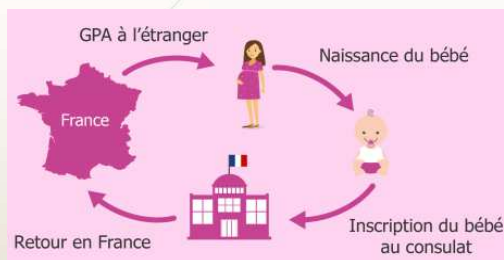 GPA à l'étranger
Naissance du bébé
France
Inscription du bébé
au consulat
Retour en France